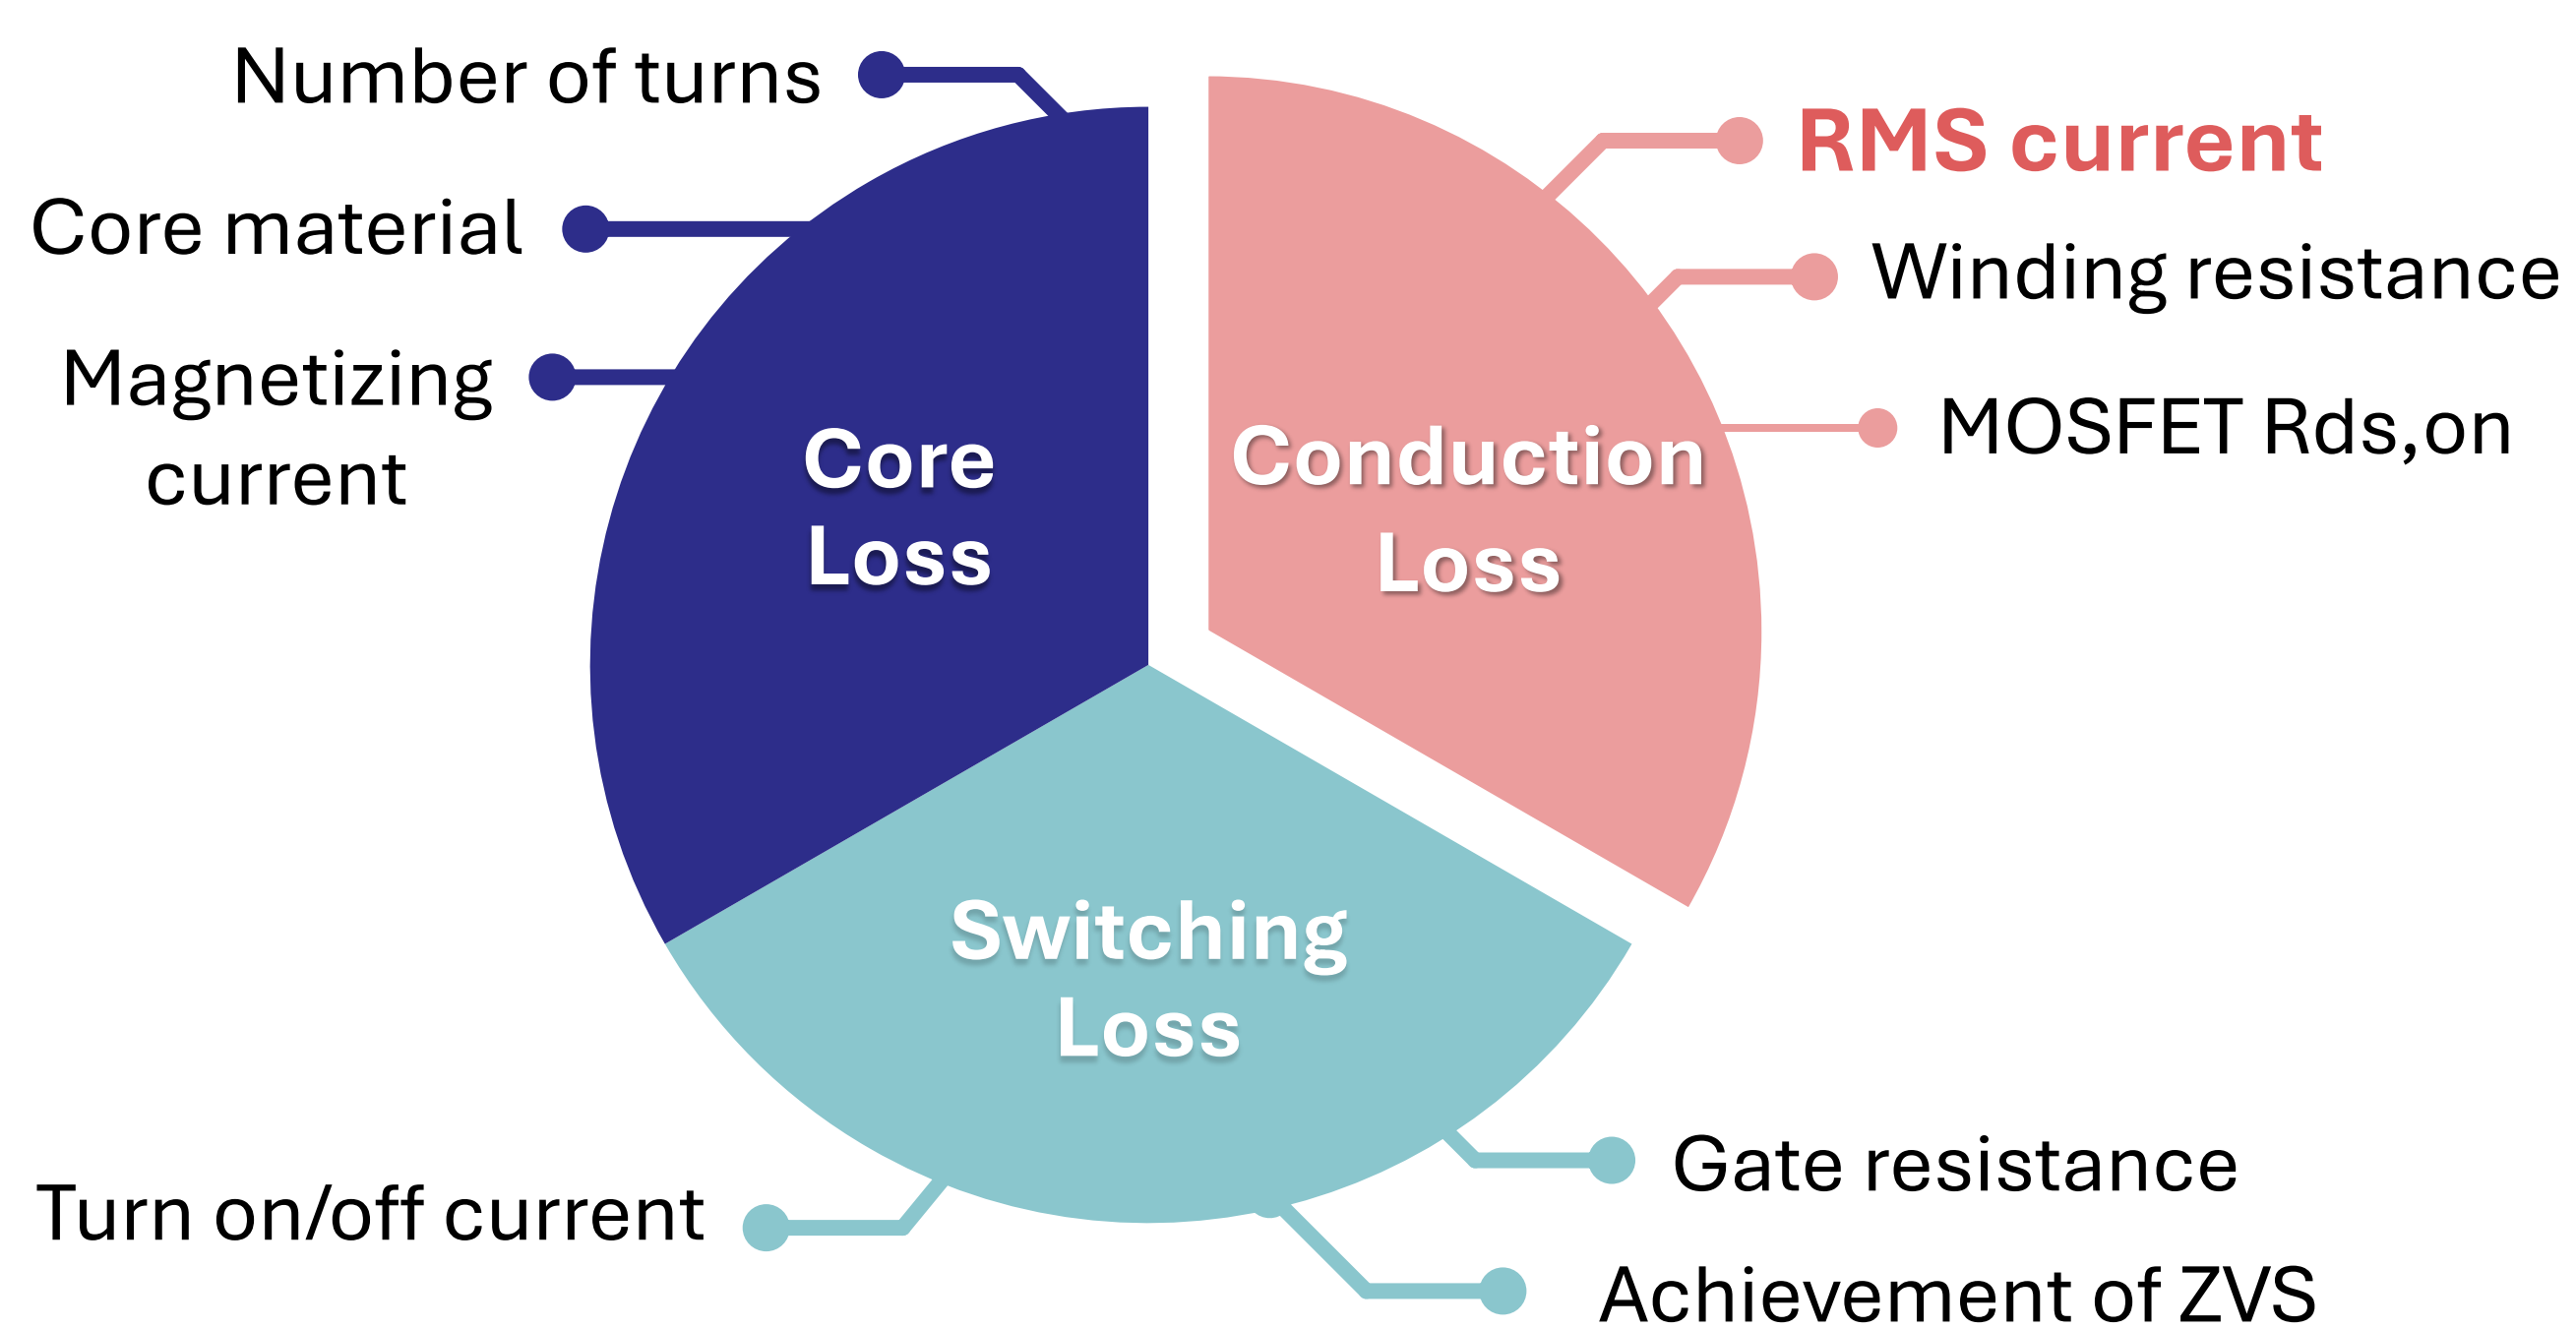 Number of turns
Core material
Magnetizing
current
Core
Loss
RMS current
Winding resistance
MOSFET Rds,on
Conduction
Loss
Switching
Loss
Turn on/off current
Gate resistance
Achievement of ZVS